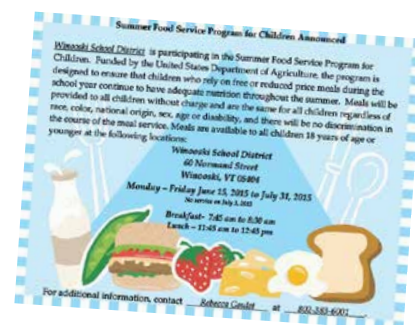 Summer Food Service Program for Children Announced
Winooski School District is participating in the Summer Food Service Program for
Children. Funded by the United States Department of Agriculture, the program is
designed to ensure that children who rely on free or reduced price meals during the
school year continue to have adequate nutrition throughout the summer. Meals will be
provided to all children without charge and are the same for all children regardless of
race, color, national origin, sex, age or disability, and there will be no discrimination in
the course of the meal service. Meals are available to all children 18 years of age or
younger at the following locations:
Winooski School District
60 Normand Street
Winooski, VT 05404
Monday – Friday June 15, 2015 to July 31, 2015
No service on July 3, 2015
Breakfast- 7:45 am to 8:30 am
Lunch – 11:45 am to 12:45 pm
For additional information, contact Rebecca at 802-383-6001.